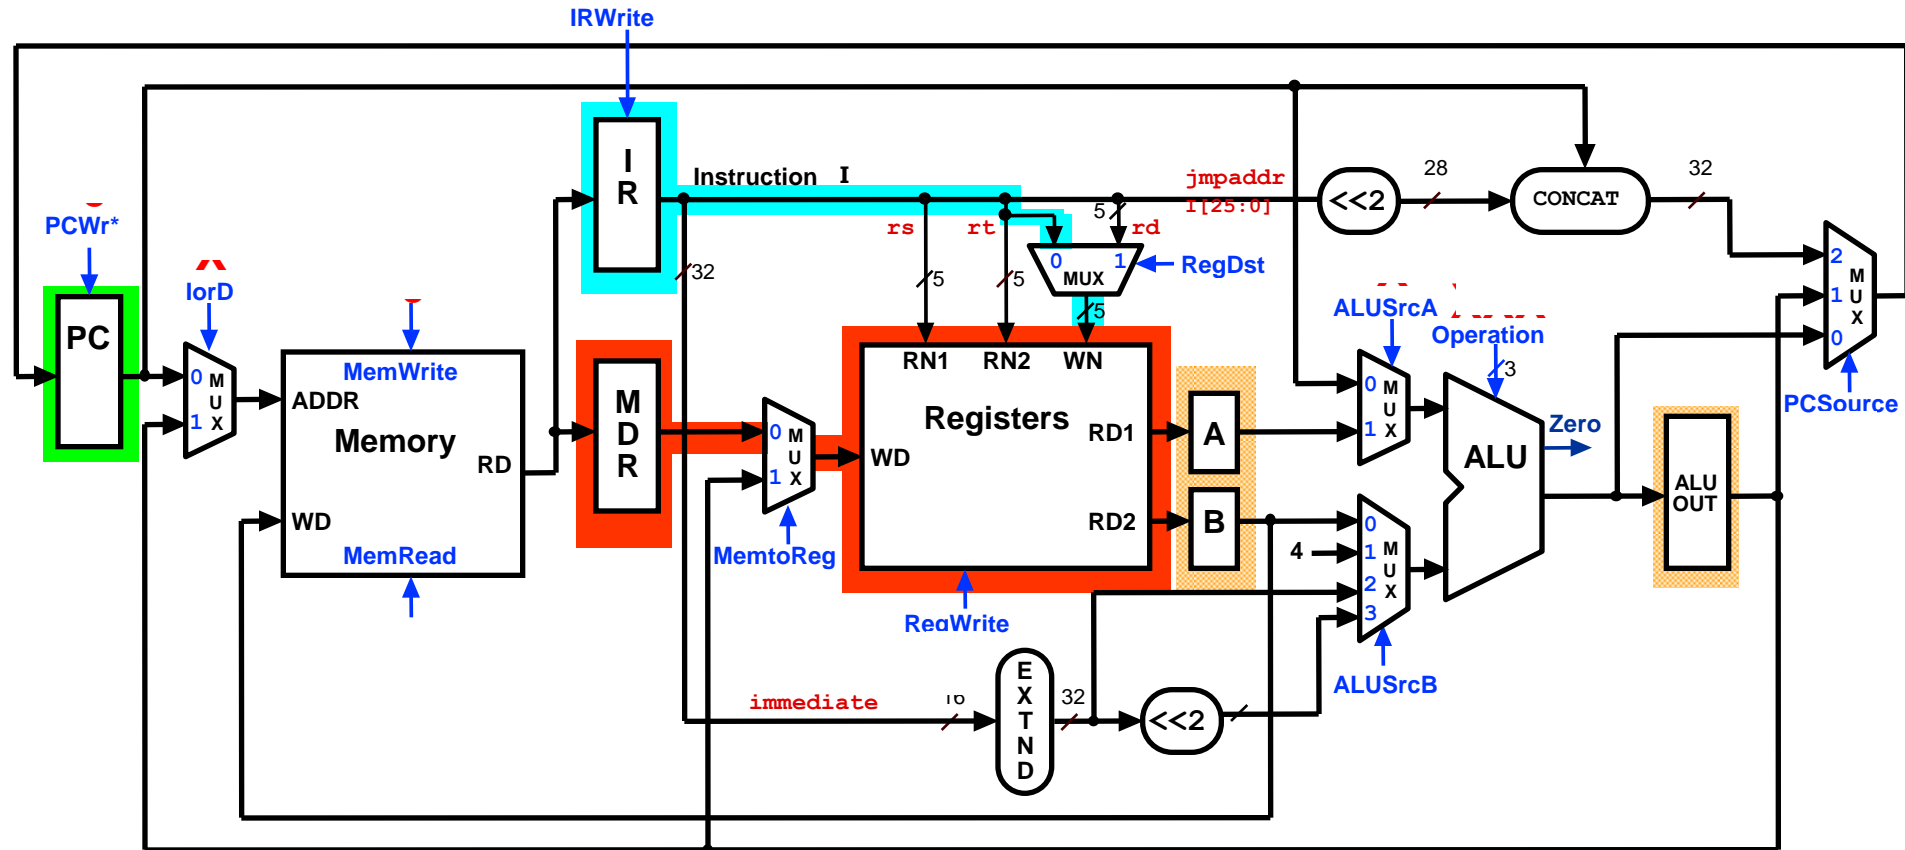 IRWrite
I
R
Instruction I
jmpaddr
I[25:0]
28
32
<<2
CONCAT
rs
rt
5
rd
PCWr*
IorD
PC
32
5
5
0
1
MUX
RegDst
5
2
1
0
M
U
X
PCSource
ALUSrcA
Operation
3
0
1
M
U
X
ADDR
MemWrite
Memory
RD
WD
MemRead
M
D
R
0
1
M
U
X
MemtoReg
RN1
RN2
WN
Registers
RD1
WD
RD2
RegWrite
A
B
0
1
M
U
X
4
0
1
2
3
M
U
X
ALUSrcB
ALU
Zero
ALU
OUT
immediate
16
E
X
T
N
D
32
<<2